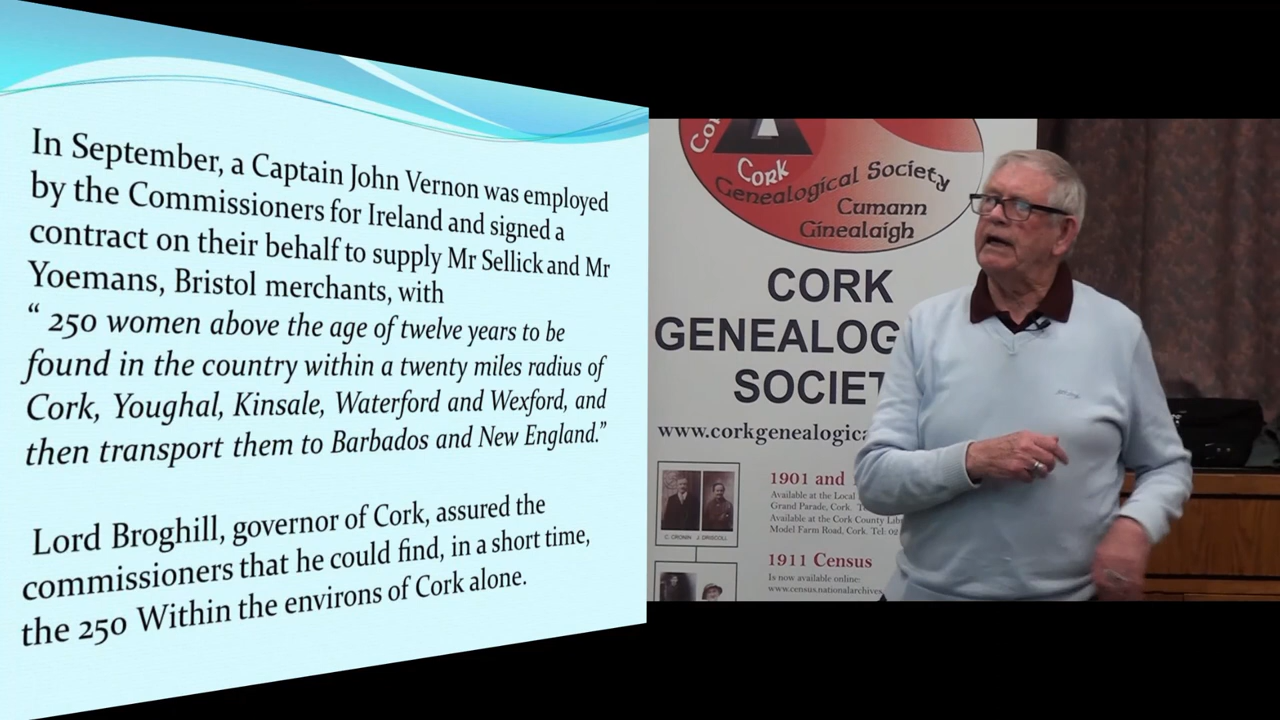 In September, a Captain John Vernon was employed
by the Commissioners for Ireland and signed a
contract on their behalf to supply Mr Sellick and Mr
Yoemans, Bristol merchants, with
“ 250 women above the age of twelve years to be
found in the country within a twenty miles radius of
Cork, Youghal, Kinsale, Waterford and Wexford, and
then transport them to Barbados and New England.”
Lord Broghill, governor of Cork, assured the
commissioners that he could find, in a short time,
the 250 Within the environs of Cork alone.
Cork
Genealogical Society
Cumann
Ginealaigh
CORK
GENEALOG
SOCIET
www.corkgenealogica
1901 and
Available at the Local
Grand Parade, Cork.
Available at the Cork County Lib
Model Farm Road, Cork. Tel: 02
C. CRONIN J. DRISCOLL
1911 Census
Is now available online:
www.census.nationalarchives